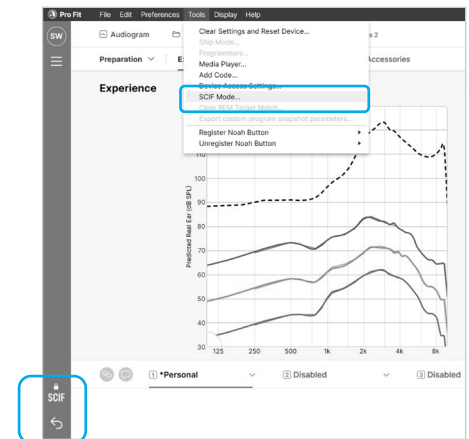 Pro Fit File Edit Preferences Tools Display Help
SW
Audiogram
s 2
Preparation
E
Accessories
Experience
Clear Settings and Reset Device...
Ship Mode...
Programmers...
Media Player...
Add Code...
Device Access Settings...
SCIF Mode...
Clear REM Target Match...
Export custom program snapshot parameters...
Register Noah Button
Unregister Noah Button
Predicted Real Ear (dB SPL)
110
100
90
80
70
60
50
40
30
125 250 500 1k 2k 4k 8k
1 *Personal 2 Disabled 3 Disabled
SCIF